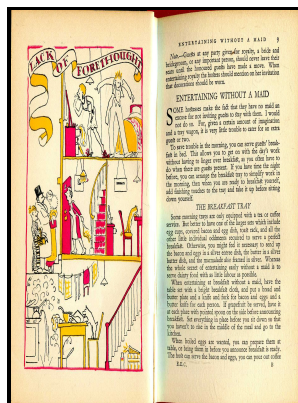 LACK OF FORETHOUGHT
ENTERTAINING WITHOUT A MAID 9
Note.—Guests at any party given for royalty, a bride and
bridegroom, or any important person, should never leave their
seats until the honoured guests have made a move. When
entertaining royalty the hostess should mention on her invitation
that decorations should be worn.
ENTERTAINING WITHOUT A MAID
SOME hostesses make the fact that they have no maid an
excuse for not inviting guests to stay with them. I would
not do so. For, given a certain amount of imagination
and a tray wagon, it is very little trouble to cater for an extra
guest or two.
To save trouble in the morning, you can serve guests' break-
fast in bed. This allows you to get on with the day's work
without having to linger over breakfast, as you often have to
do when there are guests present. If you have time the night
before, you can arrange the breakfast tray to simplify work in
the morning, then when you are ready to breakfast yourself,
add finishing touches to the tray and take it up before sitting
down yourself.
THE BREAKFAST TRAY
Some morning trays are only equipped with a tea or coffee
service. But better to have one of the larger sets which include
egg cups, covered bacon and egg dish, toast rack, and all the
other little individual oddments required to serve a perfect
breakfast. Otherwise, you might find it necessary to send up
the bacon and eggs in a silver entree dish, the butter in a silver
butter dish, and the marmalade also footed in silver. Whereas
the whole secret of entertaining easily without a maid is to
serve dainty food with as little labour as possible.
When entertaining at breakfast without a maid, have the
table set with a bright breakfast cloth, and put a bread and
butter plate and a knife and fork for bacon and eggs and a
butter knife for each person. If grapefruit be served, have it
at each place with pointed spoon on the side before announcing
breakfast. Set everything in place before you sit down so that
you haven't to rise in the middle of the meal and go to the
kitchen.
When boiled eggs are wanted, you can prepare them at
table, or bring them in before you announce breakfast is ready.
The host can serve the bacon and eggs, you can pour out coffee
B.E.C. B